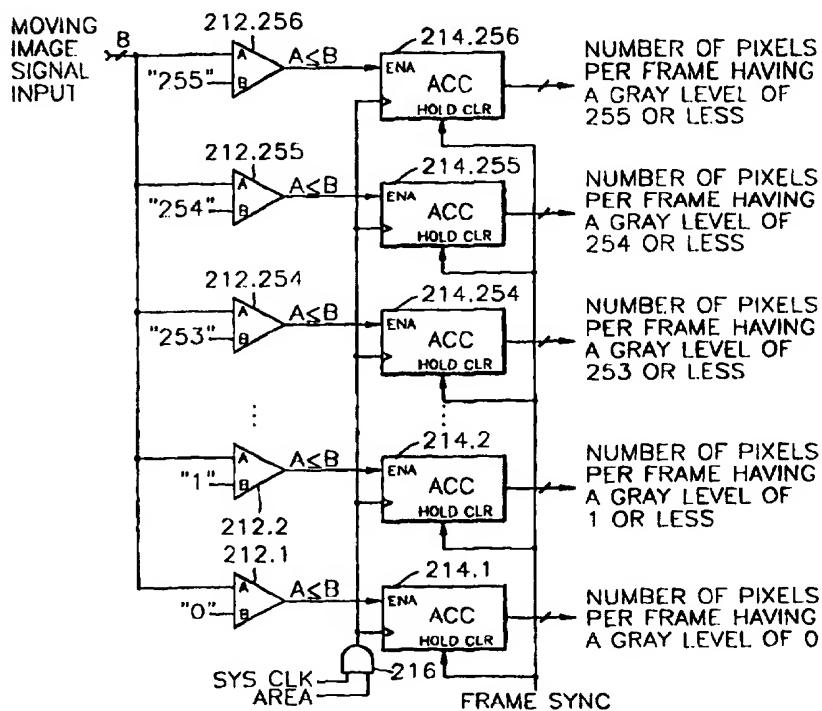 MOVING
IMAGE
SIGNAL
INPUT
8
212.256
A
B
"255"
A≤B
214.256
ENA
ACC
HOLD CLR
NUMBER OF PIXELS
PER FRAME HAVING
A GRAY LEVEL OF
255 OR LESS
212.255
A
B
"254"
A≤B
214.255
ENA
ACC
HOLD CLR
NUMBER OF PIXELS
PER FRAME HAVING
A GRAY LEVEL OF
254 OR LESS
212.254
A
B
"253"
A≤B
214.254
ENA
ACC
HOLD CLR
NUMBER OF PIXELS
PER FRAME HAVING
A GRAY LEVEL OF
253 OR LESS
A
B
"1"
A≤B
212.2
214.2
ENA
ACC
HOLD CLR
NUMBER OF PIXELS
PER FRAME HAVING
A GRAY LEVEL OF
1 OR LESS
212.1
A
B
"0"
A≤B
214.1
ENA
ACC
HOLD CLR
NUMBER OF PIXELS
PER FRAME HAVING
A GRAY LEVEL OF 0
216
SYS CLK
AREA
FRAME SYNC